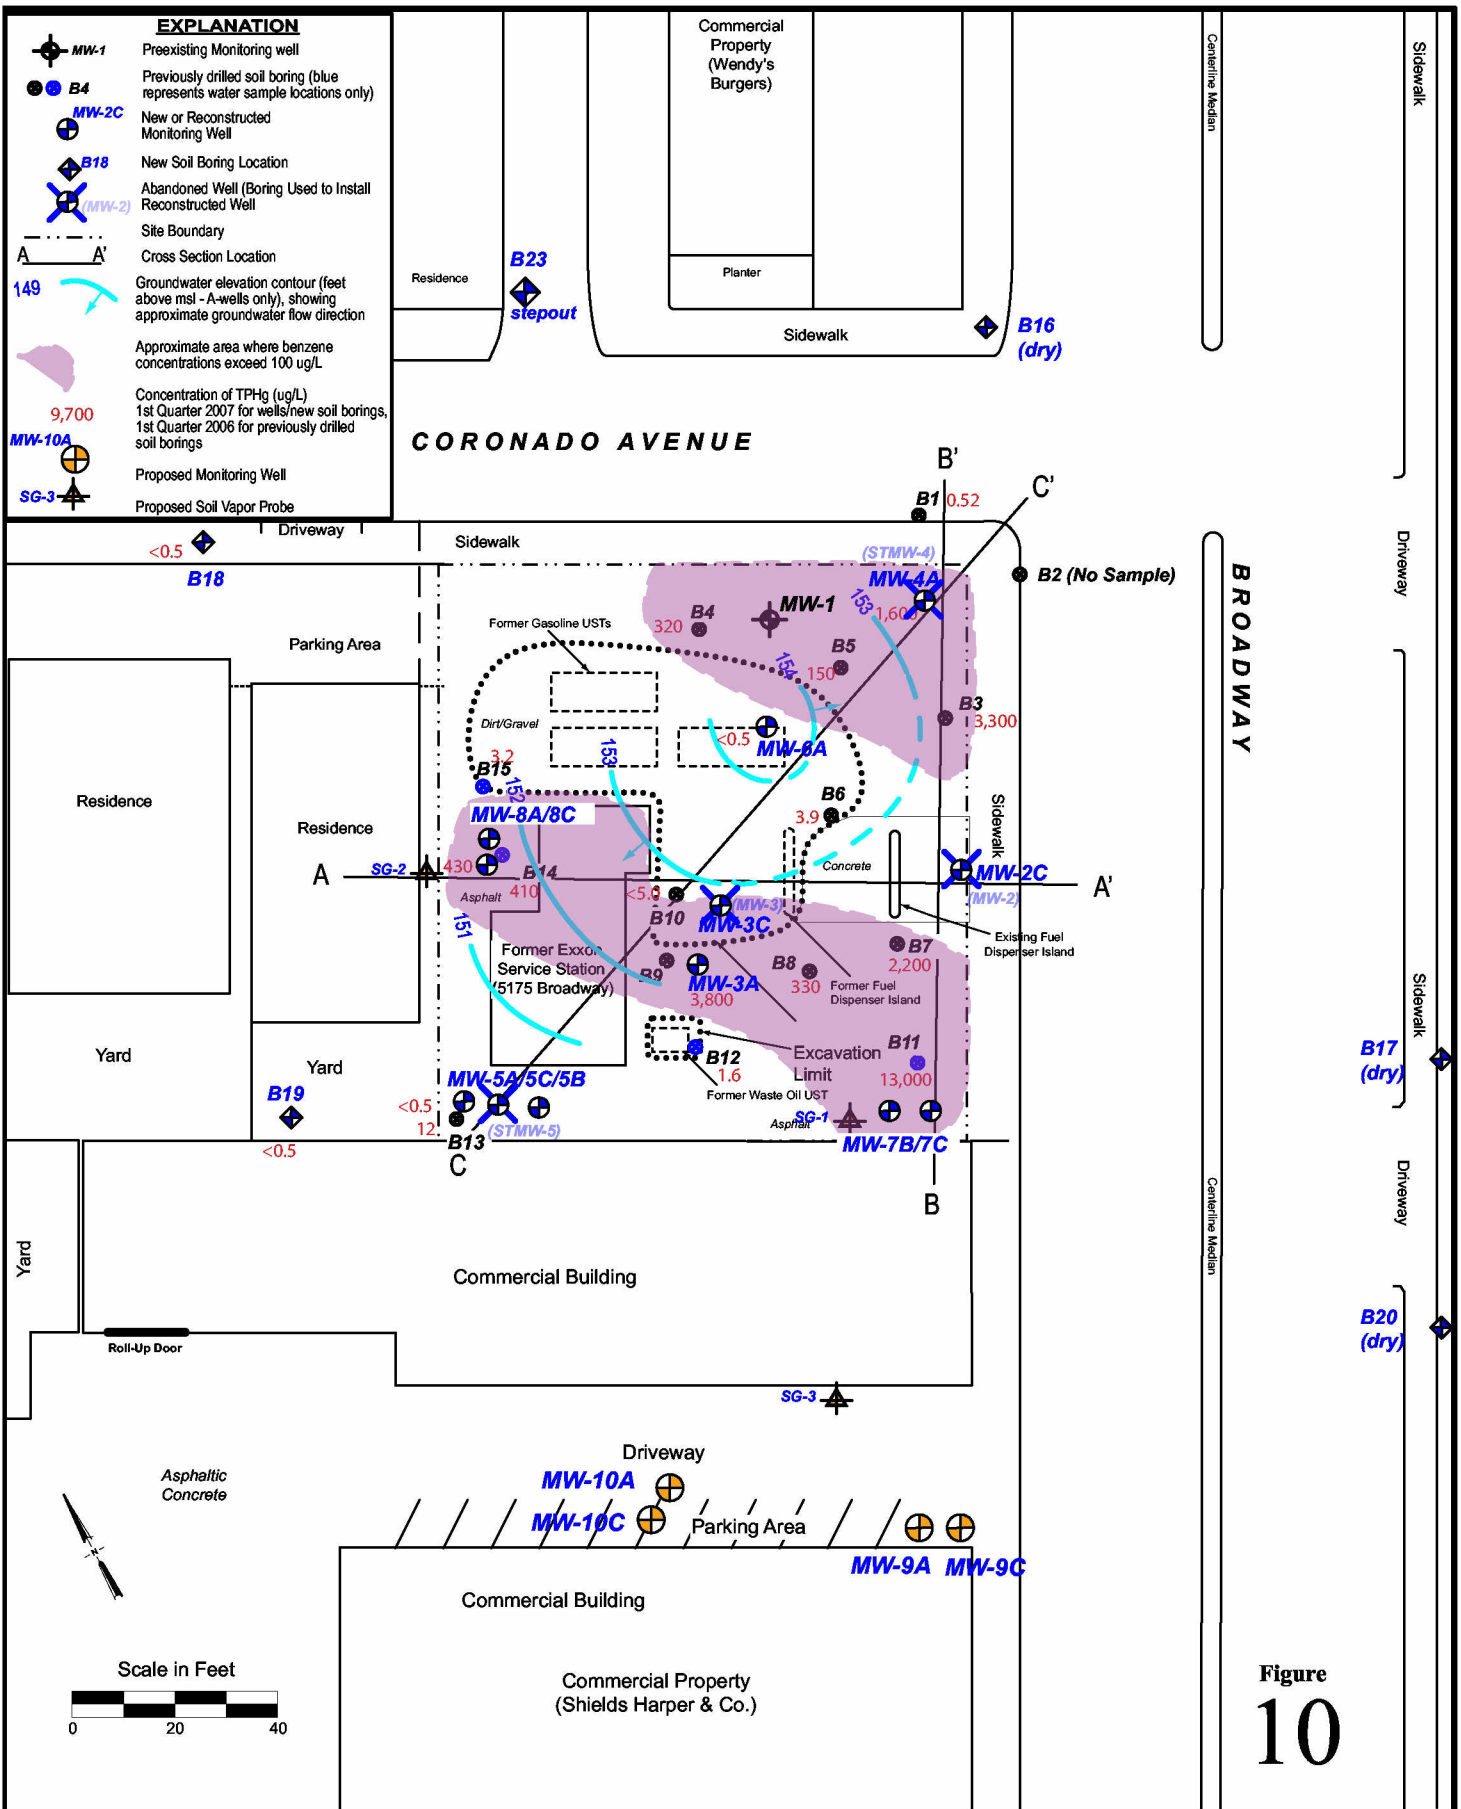 EXPLANATION
MW-1
Preexisting Monitoring well
B4
Previously drilled soil boring (blue
represents water sample locations only)
MW-2C
New or Reconstructed
Monitoring Well
B18
New Soil Boring Location
(MW-2)
Abandoned Well (Boring Used to Install
Reconstructed Well
Site Boundary
A A'
Cross Section Location
149
Groundwater elevation contour (feet
above msl - A-wells only), showing
approximate groundwater flow direction
Approximate area where benzene
concentrations exceed 100 ug/L
9,700
Concentration of TPHg (ug/L)
1st Quarter 2007 for wells/new soil borings,
1st Quarter 2006 for previously drilled
soil borings
MW-10A
Proposed Monitoring Well
SG-3
Proposed Soil Vapor Probe
Commercial
Property
(Wendy's
Burgers)
Centerline Median
Sidewalk
Residence
B23
stepout
Planter
Sidewalk
B16
(dry)
CORONADO AVENUE
B'
C'
B1
0.52
Driveway
Sidewalk
<0.5
B18
(STMW-4)
MW-4A
1,600
B2 (No Sample)
BROADWAY
Driveway
Parking Area
Former Gasoline USTs
320
B4
MW-1
153
B5
150
154
B3
3,300
Dirt/Gravel
<0.5
MW-6A
153
3.2
B15
152
Residence
Residence
MW-8A/8C
B6
3.9
Sidewalk
A
SG-2
430
B14
410
Asphalt
<5.0
B10
(MW-3)
MW-3C
Concrete
MW-2C
(MW-2)
A'
151
Former Exxon
Service Station
(5175 Broadway)
B9
MW-3A
3,800
B8
330
B7
2,200
Existing Fuel
Dispenser Island
Former Fuel
Dispenser Island
Sidewalk
Yard
Yard
B12
1.6
Excavation
Limit
Former Waste Oil UST
B11
13,000
B17
(dry)
B19
<0.5
MW-5A/5C/5B
<0.5
12
B13
(STMW-5)
C
SG-1
Asphalt
MW-7B/7C
B
Driveway
Centerline Median
Yard
Commercial Building
Roll-Up Door
B20
(dry)
SG-3
Driveway
Asphaltic
Concrete
MW-10A
MW-10C
Parking Area
MW-9A
MW-9C
N
Commercial Building
Scale in Feet
0 20 40
Commercial Property
(Shields Harper & Co.)
Figure
10